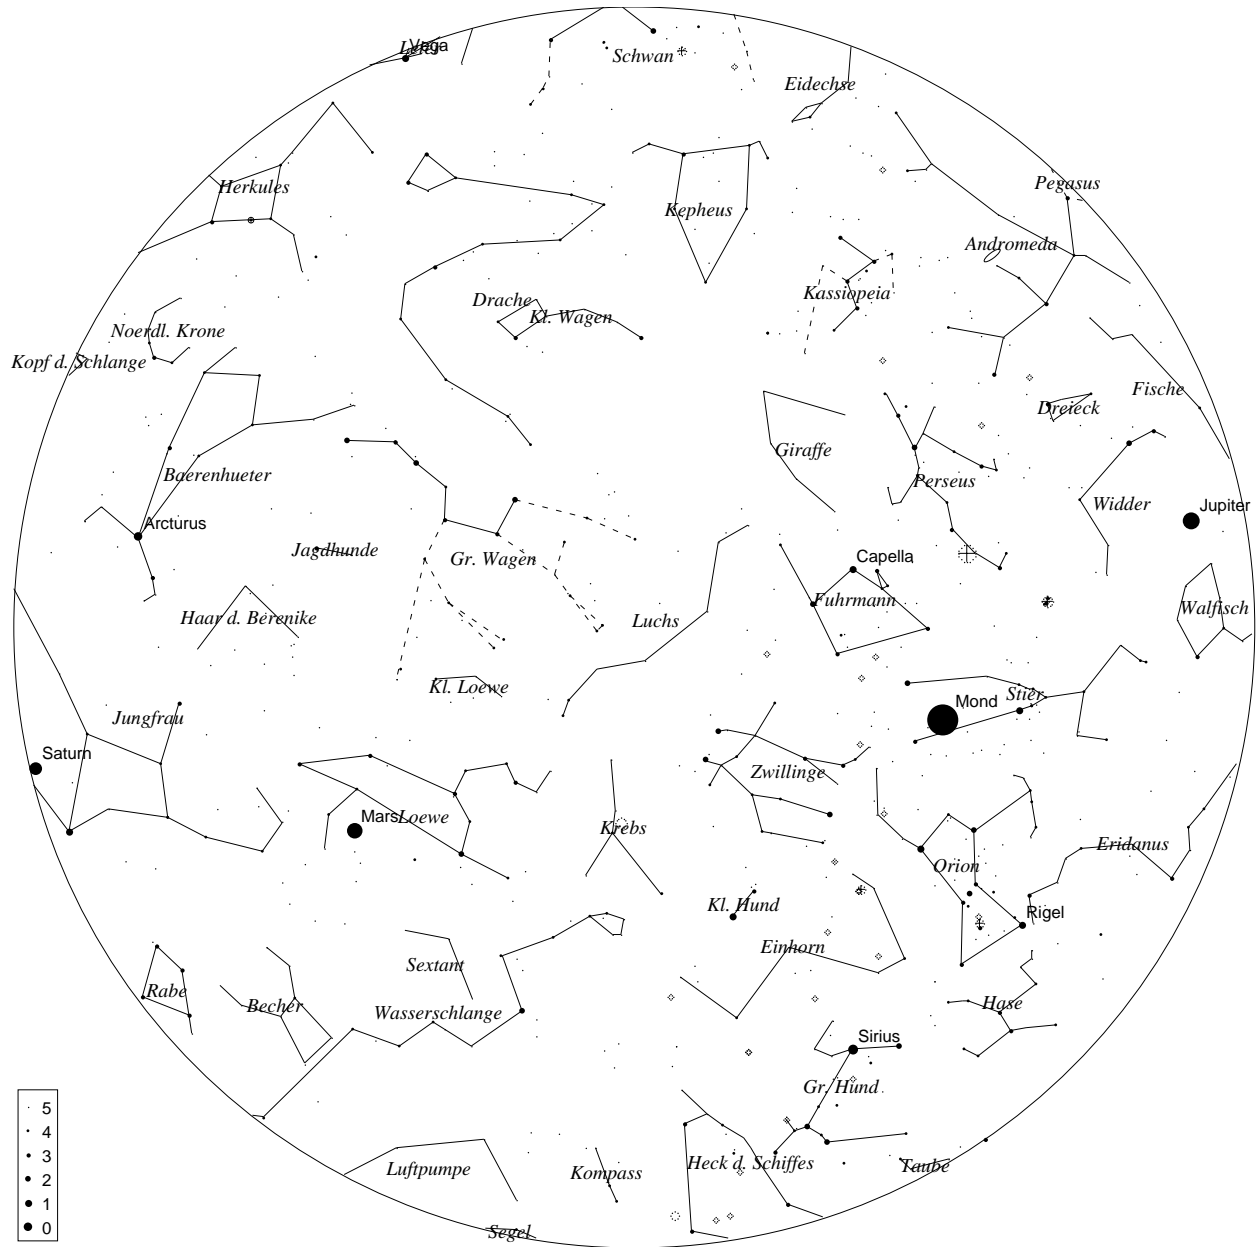 Leier
Vega
Schwan
Eidechse
Herkules
Pegasus
Kepheus
Andromeda
Kassiopeia
Drache
Kl. Wagen
Noerdl. Krone
Kopf d. Schlange
Fische
Dreieck
Giraffe
Baerenhueter
Perseus
Widder
Jupiter
Arcturus
Jagdhunde
Gr. Wagen
Capella
Fuhrmann
Walfisch
Haar d. Berenike
Luchs
Kl. Loewe
Stier
Mond
Jungfrau
Saturn
Zwillinge
Mars
Loewe
Krebs
Eridanus
Orion
Kl. Hund
Rigel
Einhorn
Sextant
Rabe
Becher
Wasserschlange
Hase
Sirius
Gr. Hund
Luftpumpe
Kompass
Heck d. Schiffes
Taube
Segel
5
4
3
2
1
0